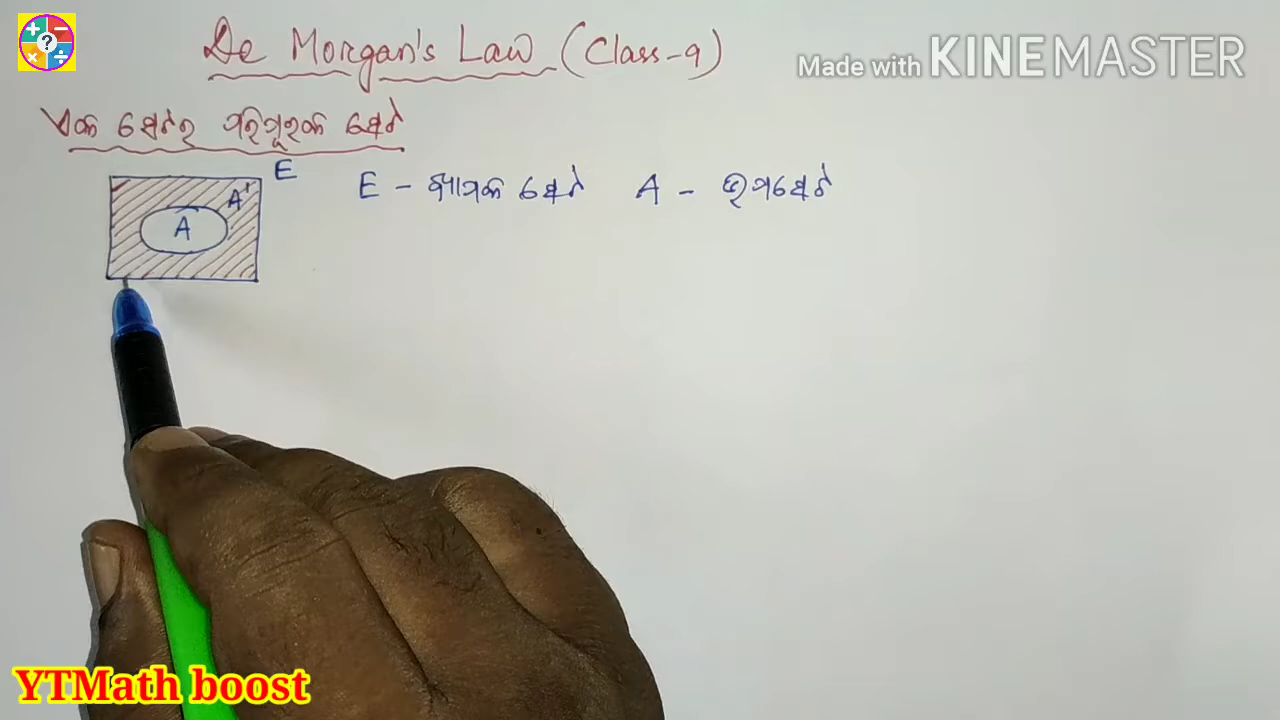 De Morgan's Law (Class-9)
Made with KINEMASTER
ଏକ ସେଟର ପରିପୂରକ ସେଟ
E
A'
A
E - ବ୍ୟାପକ ସେଟ A - ଉପସେଟ
YTMath boost